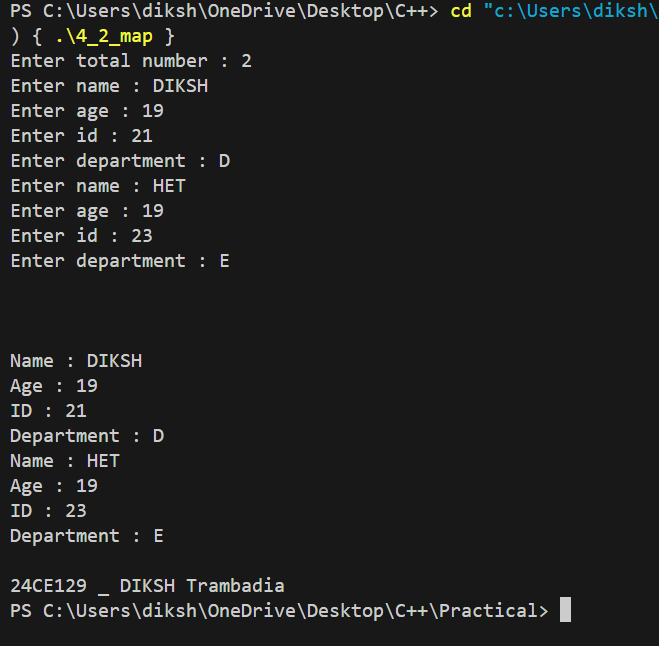 PS C:\Users\diksh\OneDrive\Desktop\C++> cd "c:\Users\diksh\
) { .\4_2_map }
Enter total number : 2
Enter name : DIKSH
Enter age : 19
Enter id : 21
Enter department : D
Enter name : HET
Enter age : 19
Enter id : 23
Enter department : E
Name : DIKSH
Age : 19
ID : 21
Department : D
Name : HET
Age : 19
ID : 23
Department : E
24CE129 _ DIKSH Trambadia
PS C:\Users\diksh\OneDrive\Desktop\C++\Practical>